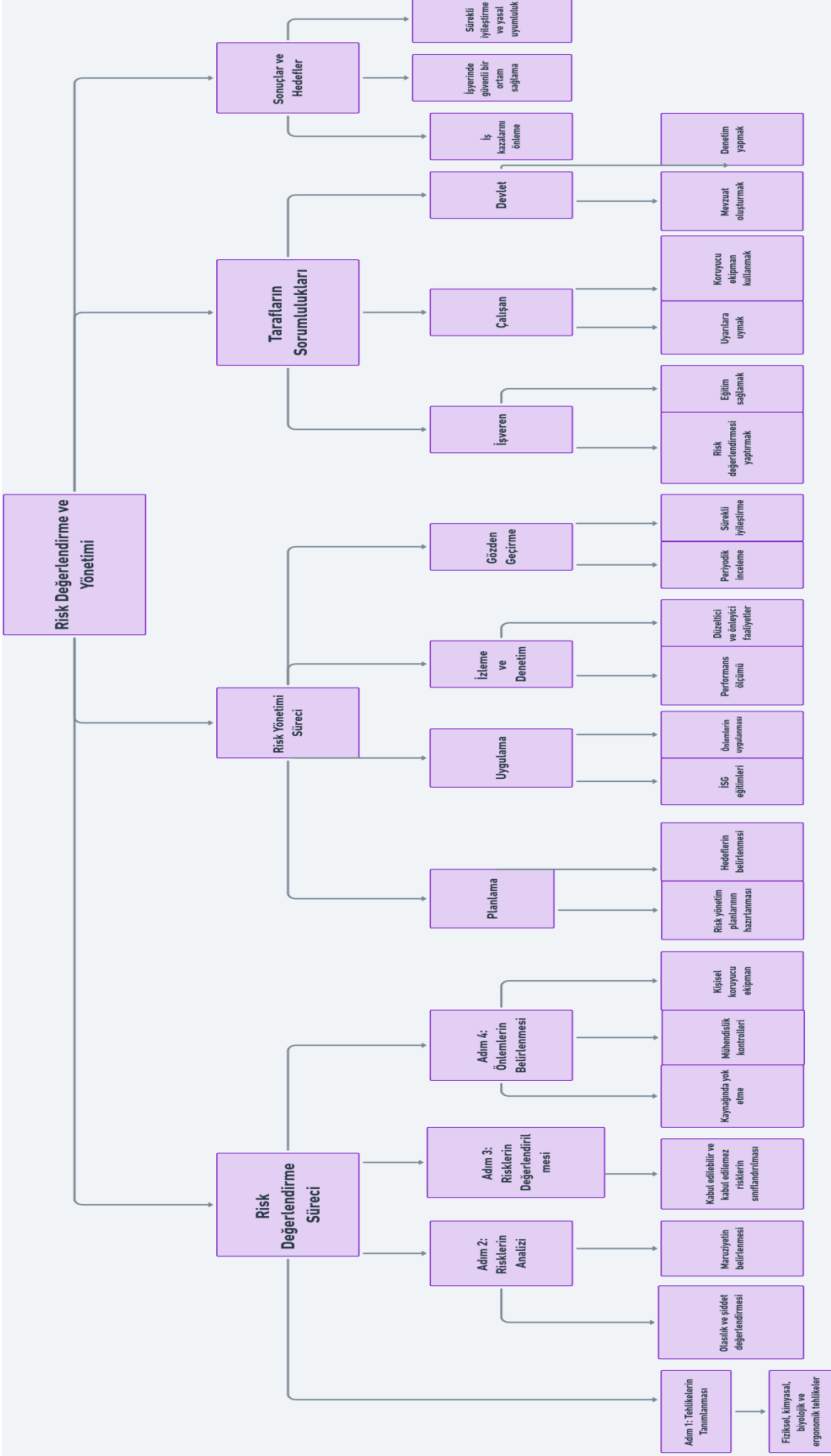 Risk Değerlendirme ve
Yönetimi
Risk
Değerlendirme
Süreci
Risk Yönetimi
Süreci
Tarafların
Sorumlulukları
Sonuçlar ve
Hedefler
Adım 2:
Risklerin
Analizi
Adım 3:
Risklerin
Değerlendiril
mesi
Adım 4:
Önlemlerin
Belirlenmesi
Planlama
Uygulama
İzleme
ve
Denetim
Gözden
Geçirme
İşveren
Çalışan
Devlet
İş
kazalarını
önleme
İşyerinde
güvenli bir
ortam
sağlama
Sürekli
iyileştirme
ve yasal
uyumluluk
Adım 1: Tehlikelerin
Tanımlanması
Olasılık ve şiddet
değerlendirmesi
Maruziyetin
belirlenmesi
Kabul edilebilir ve
kabul edilemez
risklerin
sınıflandırılması
Kaynağında yok
etme
Mühendislik
kontrolleri
Kişisel
koruyucu
ekipman
Risk yönetim
planlarının
hazırlanması
Hedeflerin
belirlenmesi
İSG
eğitimleri
Önlemlerin
uygulanması
Performans
ölçümü
Düzeltici
ve önleyici
faaliyetler
Periyodik
inceleme
Sürekli
iyileştirme
Risk
değerlendirmesi
yaptırmak
Eğitim
sağlamak
Uyarılara
uymak
Koruyucu
ekipman
kullanmak
Mevzuat
oluşturmak
Denetim
yapmak
Fiziksel, kimyasal,
biyolojik ve
ergonomik tehlikeler